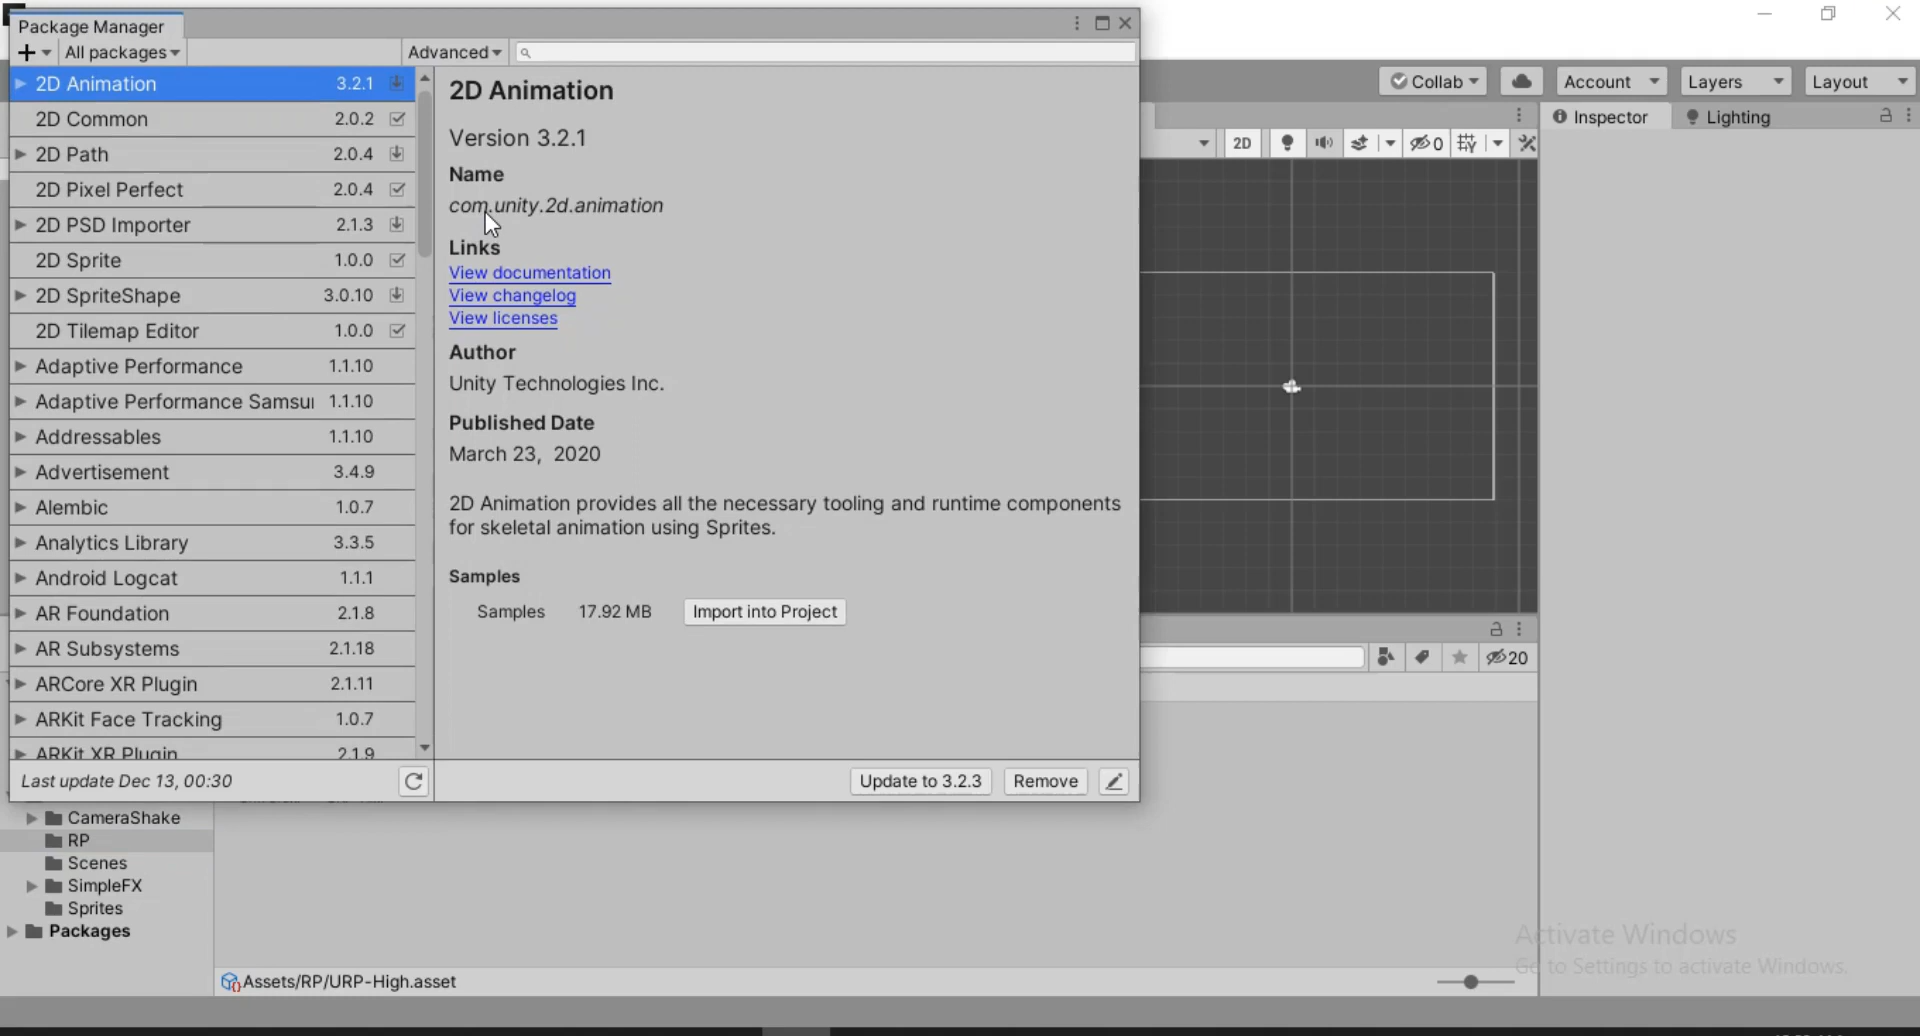 Package Manager
All packages
Advanced
2D Animation 3.2.1
2D Common 2.0.2
2D Path 2.0.4
2D Pixel Perfect 2.0.4
2D PSD Importer 2.1.3
2D Sprite 1.0.0
2D SpriteShape 3.0.10
2D Tilemap Editor 1.0.0
Adaptive Performance 1.1.10
Adaptive Performance Samsu 1.1.10
Addressables 1.1.10
Advertisement 3.4.9
Alembic 1.0.7
Analytics Library 3.3.5
Android Logcat 1.1.1
AR Foundation 2.1.8
AR Subsystems 2.1.18
ARCore XR Plugin 2.1.11
ARKit Face Tracking 1.0.7
ARKit XR Plugin 2.1.9
Last update Dec 13, 00:30
2D Animation
Version 3.2.1
Name
com.unity.2d.animation
Links
View documentation
View changelog
View licenses
Author
Unity Technologies Inc.
Published Date
March 23, 2020
2D Animation provides all the necessary tooling and runtime components
for skeletal animation using Sprites.
Samples
Samples 17.92 MB Import into Project
Update to 3.2.3 Remove
Collab Account Layers Layout
Inspector Lighting
2D 0
20
CameraShake
RP
Scenes
SimpleFX
Sprites
Packages
Assets/RP/URP-High.asset
Activate Windows
Go to Settings to activate Windows.